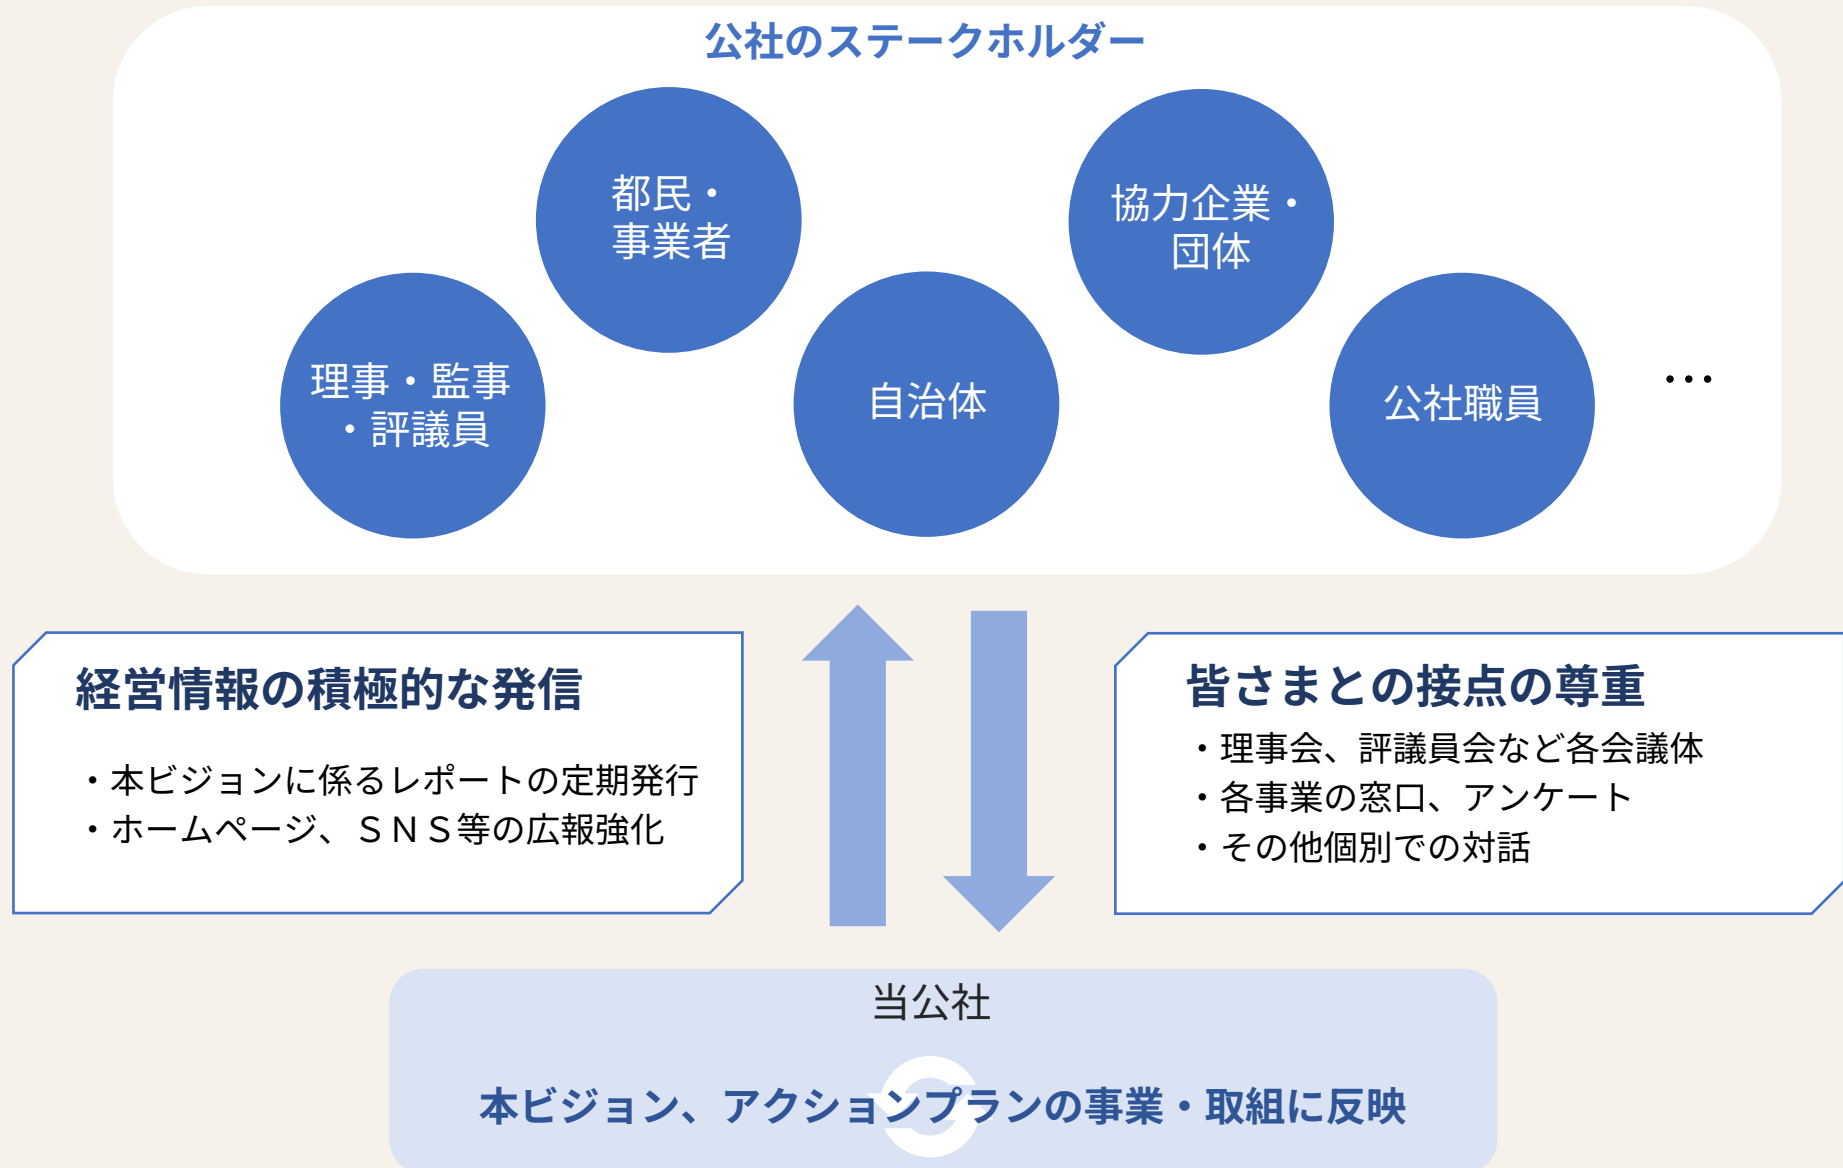 公社のステークホルダー
都民・
事業者
協力企業・
団体
理事・監事
・評議員
自治体
公社職員
…
経営情報の積極的な発信
・本ビジョンに係るレポートの定期発行
・ホームページ、ＳＮＳ等の広報強化
皆さまとの接点の尊重
・理事会、評議員会など各会議体
・各事業の窓口、アンケート
・その他個別での対話
当公社
本ビジョン、アクションプランの事業・取組に反映